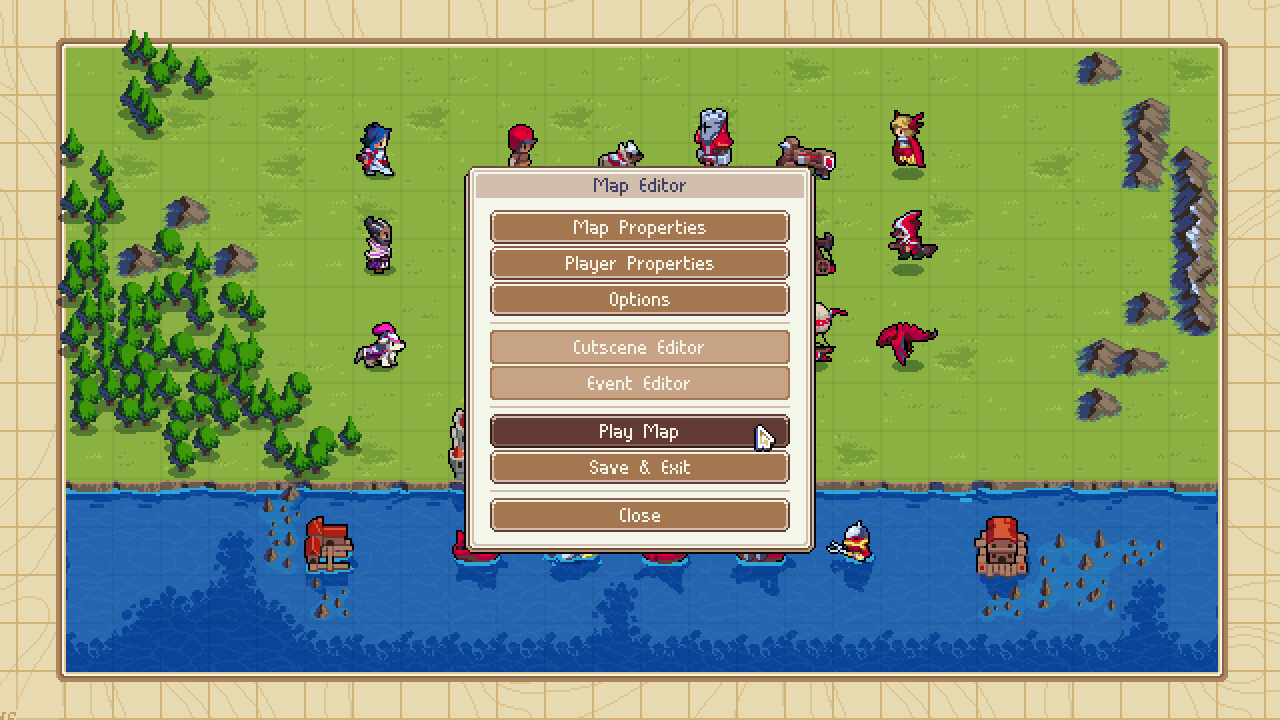 Map Editor
Map Properties
Player Properties
Options
Cutscene Editor
Event Editor
Play Map
Save & Exit
Close